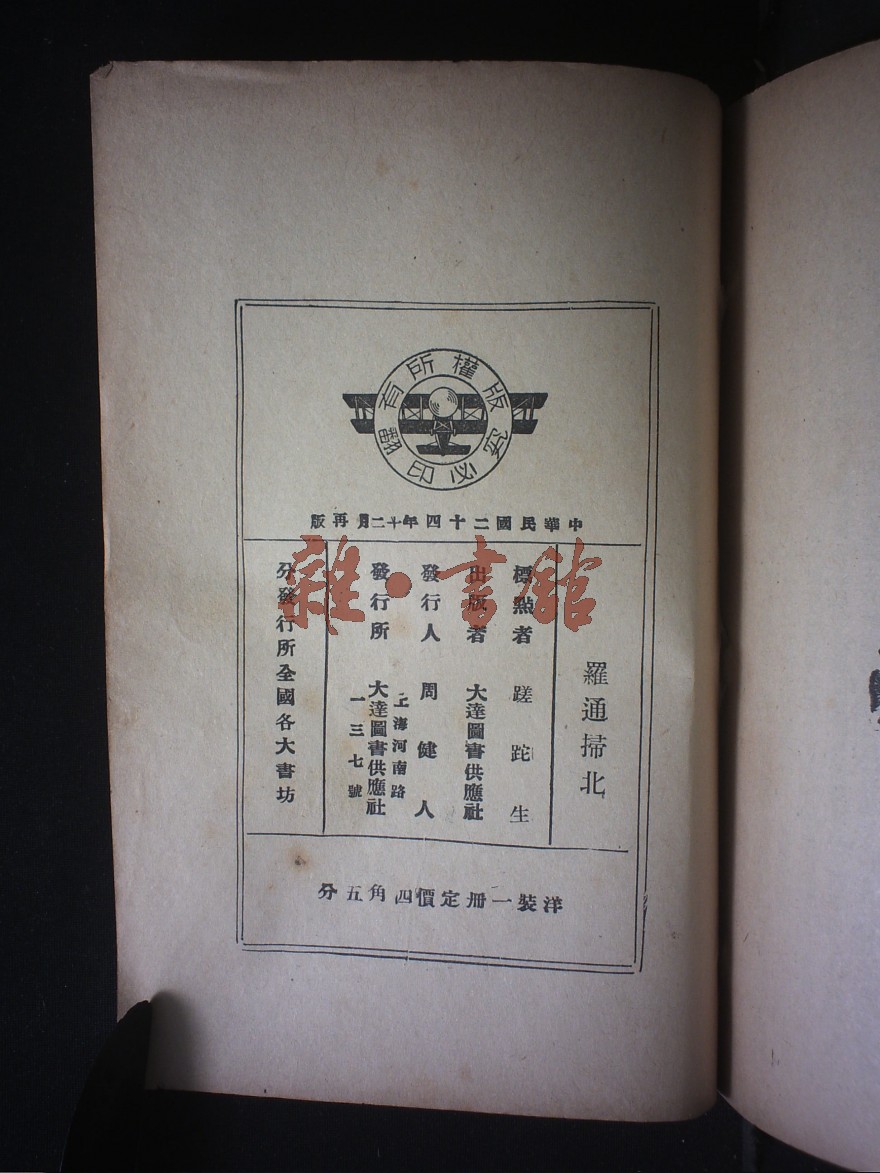 版權所有
翻印必究
中華民國二十四年十二月再版
羅通掃北
標點者 蹉跎生
出版者 大達圖書供應社
發行人 周健人
發行所 大達圖書供應社
上海河南路
一三七號
分發行所全國各大書坊
洋裝一冊定價四角五分
雜·書館